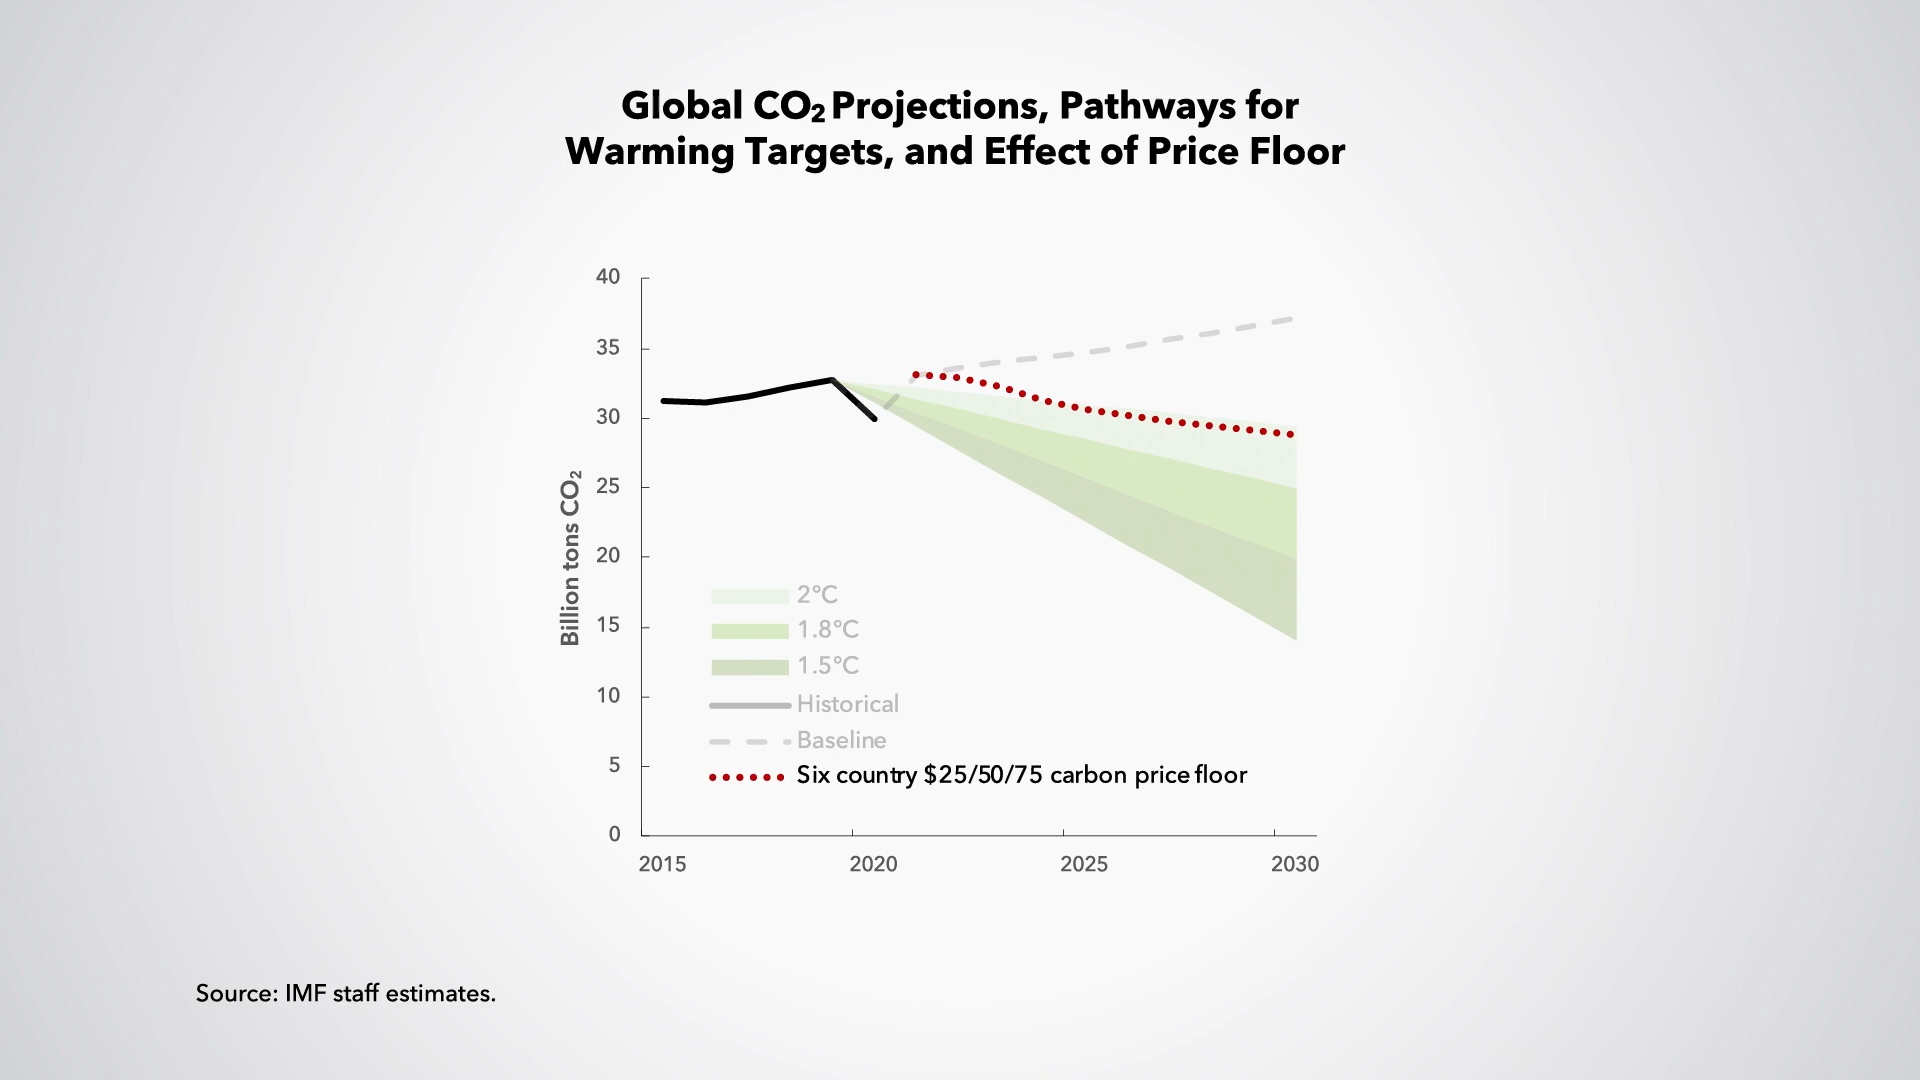 Global CO₂ Projections, Pathways for
Warming Targets, and Effect of Price Floor
Billion tons CO₂
40
35
30
25
20
15
10
5
0
2015
2020
2025
2030
2°C
1.8°C
1.5°C
Historical
Baseline
Six country $25/50/75 carbon price floor
Source: IMF staff estimates.